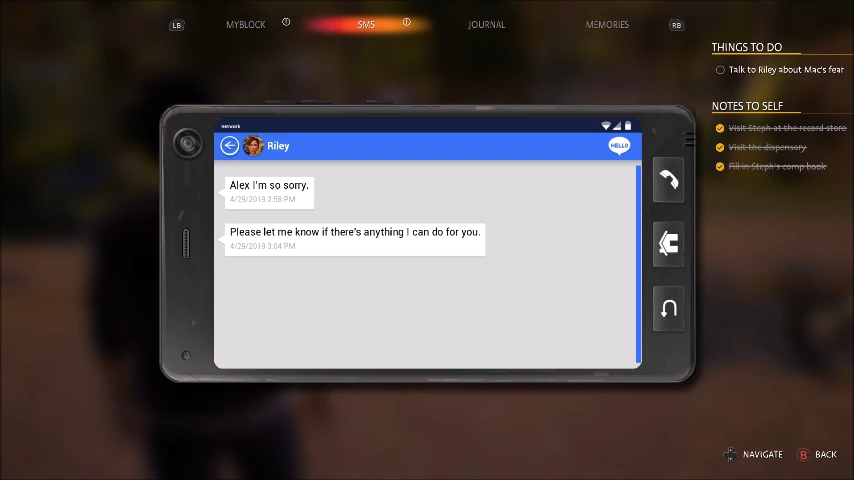 LB
MYBLOCK
SMS
JOURNAL
MEMORIES
RB
THINGS TO DO
Talk to Riley about Mac's fear
NOTES TO SELF
Visit Steph at the record store
Visit the dispensary
Fill in Steph's comp book
Network
Riley
HELLO
Alex I'm so sorry.
4/29/2019 2:58 PM
Please let me know if there's anything I can do for you.
4/29/2019 3:04 PM
NAVIGATE
B BACK